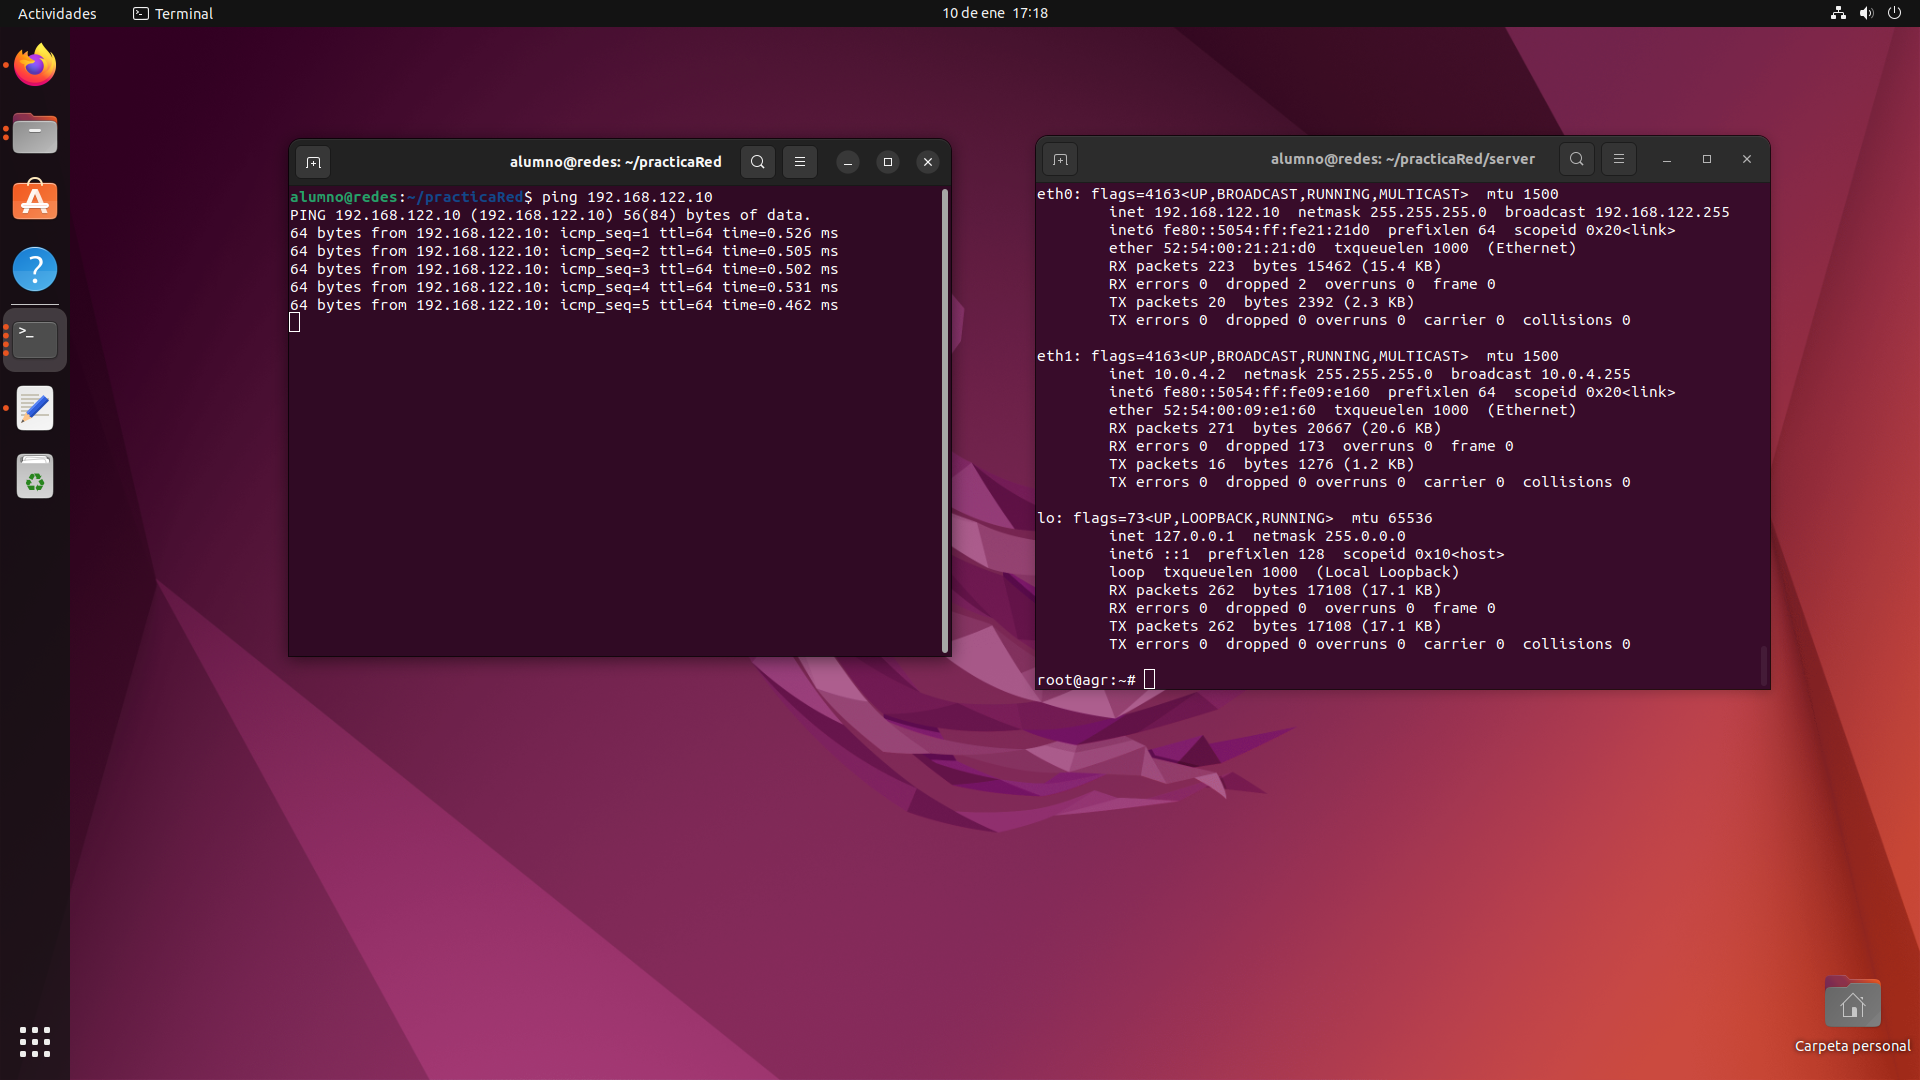 Actividades
Terminal
10 de ene 17:18
alumno@redes: ~/practicaRed
alumno@redes:~/practicaRed$ ping 192.168.122.10
PING 192.168.122.10 (192.168.122.10) 56(84) bytes of data.
64 bytes from 192.168.122.10: icmp_seq=1 ttl=64 time=0.526 ms
64 bytes from 192.168.122.10: icmp_seq=2 ttl=64 time=0.505 ms
64 bytes from 192.168.122.10: icmp_seq=3 ttl=64 time=0.502 ms
64 bytes from 192.168.122.10: icmp_seq=4 ttl=64 time=0.531 ms
64 bytes from 192.168.122.10: icmp_seq=5 ttl=64 time=0.462 ms
alumno@redes: ~/practicaRed/server
eth0: flags=4163<UP,BROADCAST,RUNNING,MULTICAST>  mtu 1500
        inet 192.168.122.10  netmask 255.255.255.0  broadcast 192.168.122.255
        inet6 fe80::5054:ff:fe21:21d0  prefixlen 64  scopeid 0x20<link>
        ether 52:54:00:21:21:d0  txqueuelen 1000  (Ethernet)
        RX packets 223  bytes 15462 (15.4 KB)
        RX errors 0  dropped 2  overruns 0  frame 0
        TX packets 20  bytes 2392 (2.3 KB)
        TX errors 0  dropped 0 overruns 0  carrier 0  collisions 0
eth1: flags=4163<UP,BROADCAST,RUNNING,MULTICAST>  mtu 1500
        inet 10.0.4.2  netmask 255.255.255.0  broadcast 10.0.4.255
        inet6 fe80::5054:ff:fe09:e160  prefixlen 64  scopeid 0x20<link>
        ether 52:54:00:09:e1:60  txqueuelen 1000  (Ethernet)
        RX packets 271  bytes 20667 (20.6 KB)
        RX errors 0  dropped 173  overruns 0  frame 0
        TX packets 16  bytes 1276 (1.2 KB)
        TX errors 0  dropped 0 overruns 0  carrier 0  collisions 0
lo: flags=73<UP,LOOPBACK,RUNNING>  mtu 65536
        inet 127.0.0.1  netmask 255.0.0.0
        inet6 ::1  prefixlen 128  scopeid 0x10<host>
        loop  txqueuelen 1000  (Local Loopback)
        RX packets 262  bytes 17108 (17.1 KB)
        RX errors 0  dropped 0  overruns 0  frame 0
        TX packets 262  bytes 17108 (17.1 KB)
        TX errors 0  dropped 0 overruns 0  carrier 0  collisions 0
root@agr:~#
Carpeta personal